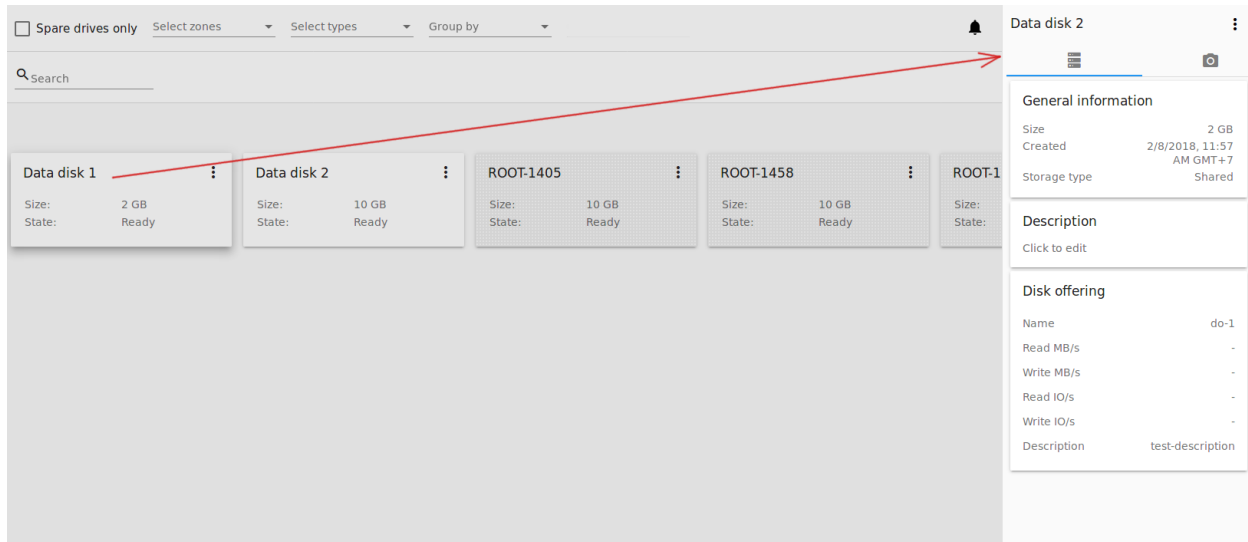 Spare drives only Select zones Select types Group by
Search
Data disk 1
Size: 2 GB
State: Ready
Data disk 2
Size: 10 GB
State: Ready
ROOT-1405
Size: 10 GB
State: Ready
ROOT-1458
Size: 10 GB
State: Ready
ROOT-1
Size:
State:
Data disk 2
General information
Size 2 GB
Created 2/8/2018, 11:57
AM GMT+7
Storage type Shared
Description
Click to edit
Disk offering
Name do-1
Read MB/s -
Write MB/s -
Read IO/s -
Write IO/s -
Description test-description